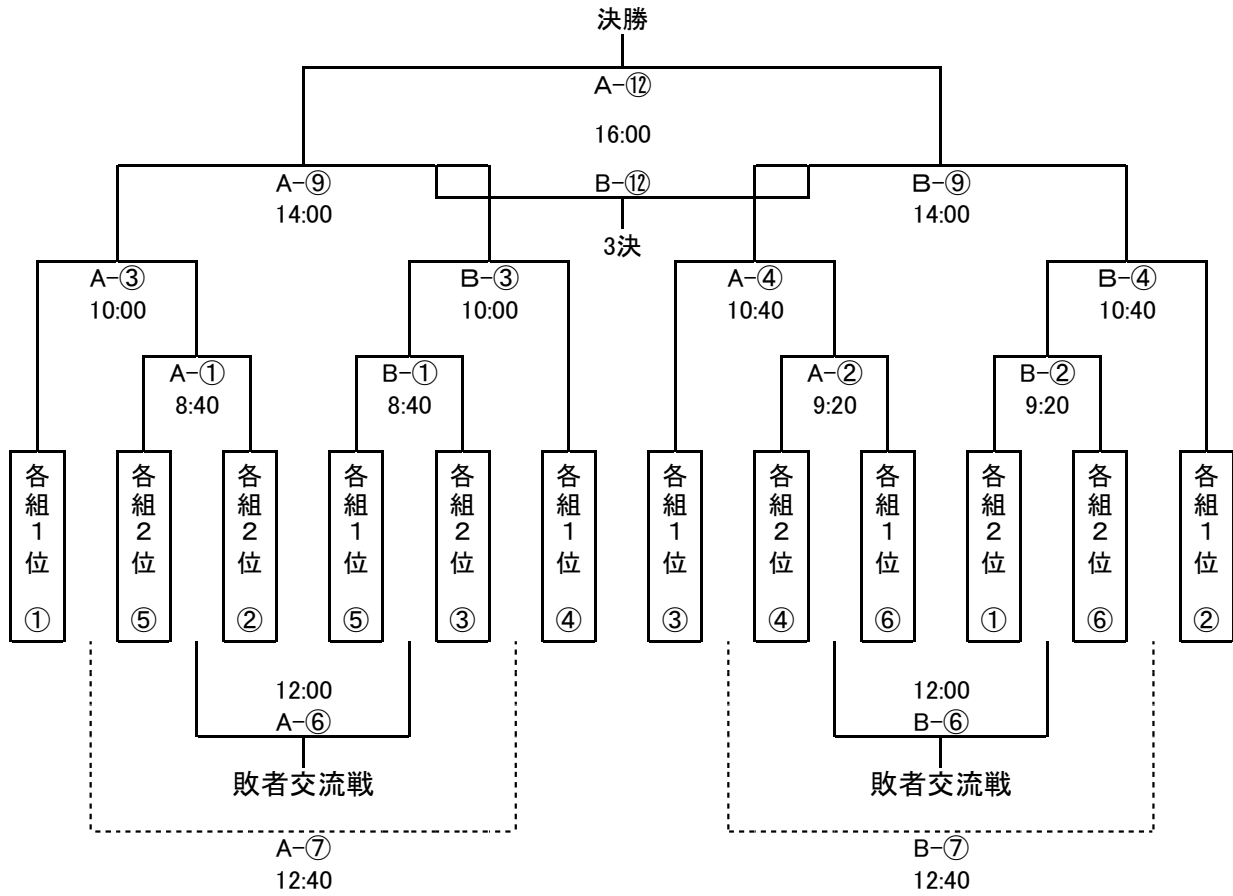 決勝
A-⑫
16:00
A-⑨
B-⑫
B-⑨
14:00
14:00
3決
A-③
B-③
A-④
B-④
10:00
10:00
10:40
10:40
A-①
B-①
A-②
B-②
8:40
8:40
9:20
9:20
各組1位 ①
各組2位 ⑤
各組2位 ②
各組1位 ⑤
各組2位 ③
各組1位 ④
各組1位 ③
各組2位 ④
各組1位 ⑥
各組2位 ①
各組2位 ⑥
各組1位 ②
12:00
12:00
A-⑥
B-⑥
敗者交流戦
敗者交流戦
A-⑦
B-⑦
12:40
12:40